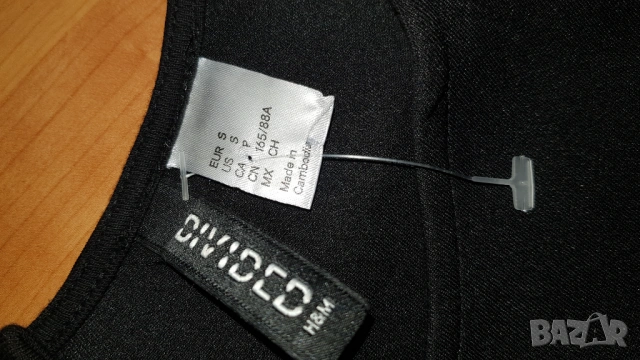 EUR S
US S
CA P
CN • 165/88A
MX CH
Made in
Cambodia
DIVIDED
H&M
BAZAR